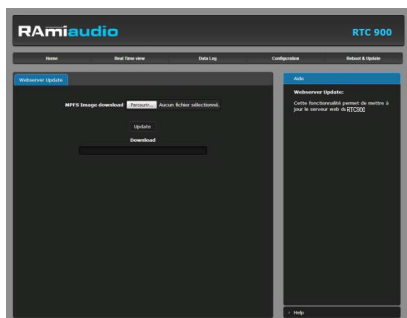 RAmiaudio
RTC 900
Home
Real Time view
Data Log
Configuration
Reboot & Update
Webserver Update
MPFS Image download Parcourir... Aucun fichier sélectionné.
Update
Download
Aide
Webserver Update:
Cette fonctionnalité permet de mettre à
jour le serveur web du RTC900
Help